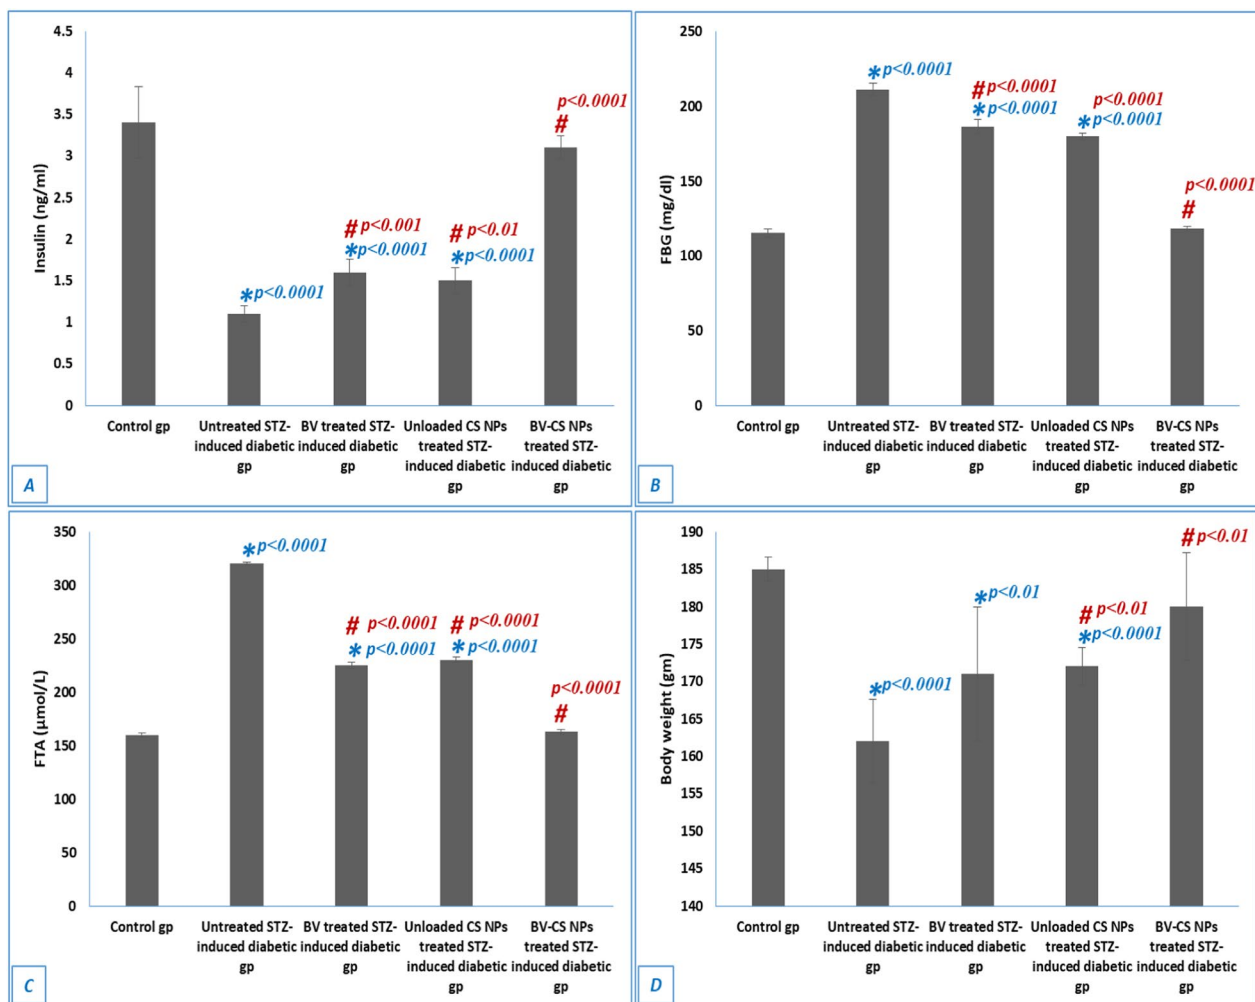 4.5
4
3.5
3
2.5
2
1.5
1
0.5
0
Insulin (ng/ml)
*p<0.0001
#p<0.001
*p<0.0001
#p<0.01
*p<0.0001
p<0.0001
#
Control gp
Untreated STZ-
induced diabetic
gp
BV treated STZ-
induced diabetic
gp
Unloaded CS NPs
treated STZ-
induced diabetic
gp
BV-CS NPs
treated STZ-
induced diabetic
gp
A
250
200
150
100
50
0
FBG (mg/dl)
*p<0.0001
#p<0.0001
*p<0.0001
p<0.0001
*p<0.0001
p<0.0001
#
Control gp
Untreated STZ-
induced diabetic
gp
BV treated STZ-
induced diabetic
gp
Unloaded CS NPs
treated STZ-
induced diabetic
gp
BV-CS NPs
treated STZ-
induced diabetic
gp
B
350
300
250
200
150
100
50
0
FTA (µmol/L)
*p<0.0001
# p<0.0001
*p<0.0001
# p<0.0001
*p<0.0001
p<0.0001
#
Control gp
Untreated STZ-
induced diabetic
gp
BV treated STZ-
induced diabetic
gp
Unloaded CS NPs
treated STZ-
induced diabetic
gp
BV-CS NPs
treated STZ-
induced diabetic
gp
C
190
185
180
175
170
165
160
155
150
145
140
Body weight (gm)
*p<0.0001
*p<0.01
#p<0.01
*p<0.0001
#p<0.01
Control gp
Untreated STZ-
induced diabetic
gp
BV treated STZ-
induced diabetic
gp
Unloaded CS NPs
treated STZ-
induced diabetic
gp
BV-CS NPs
treated STZ-
induced diabetic
gp
D